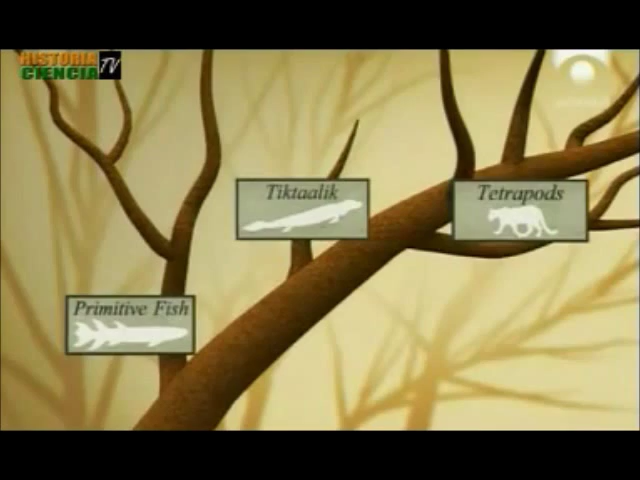 HISTORIA
CIENCIA TV
Tiktaalik
Tetrapods
Primitive Fish